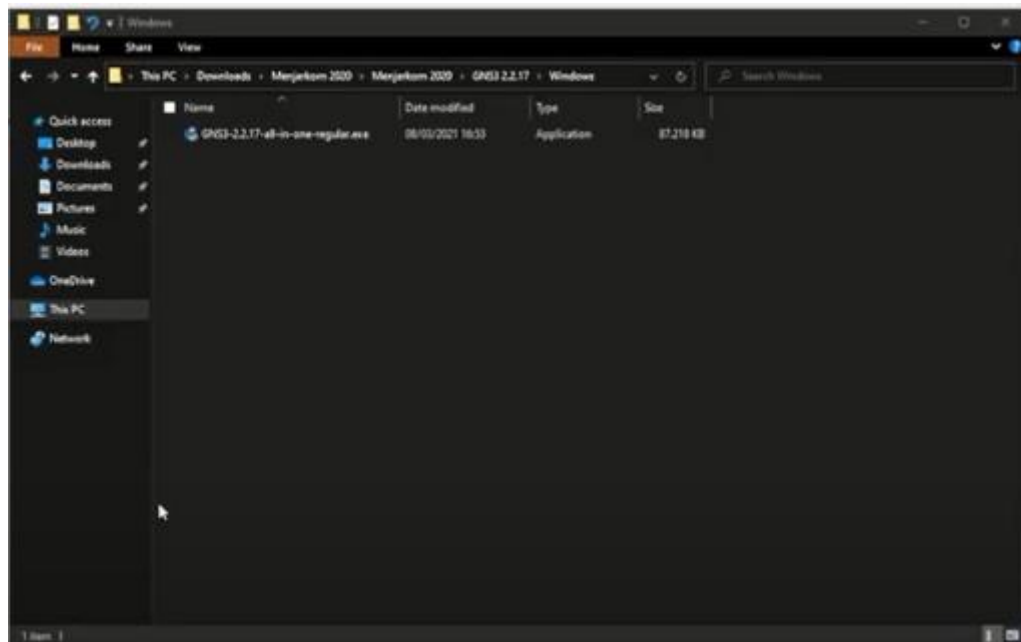 Windows
File Home Share View
This PC > Downloads > Menjarkom 2020 > Menjarkom 2020 > GNS3 2.2.17 > Windows Search Windows
Name Date modified Type Size
Quick access
GNS3-2.2.17-all-in-one-regular.exe 08/03/2021 16:53 Application 87.210 KB
Desktop
Downloads
Documents
Pictures
Music
Videos
OneDrive
This PC
Network
1 item